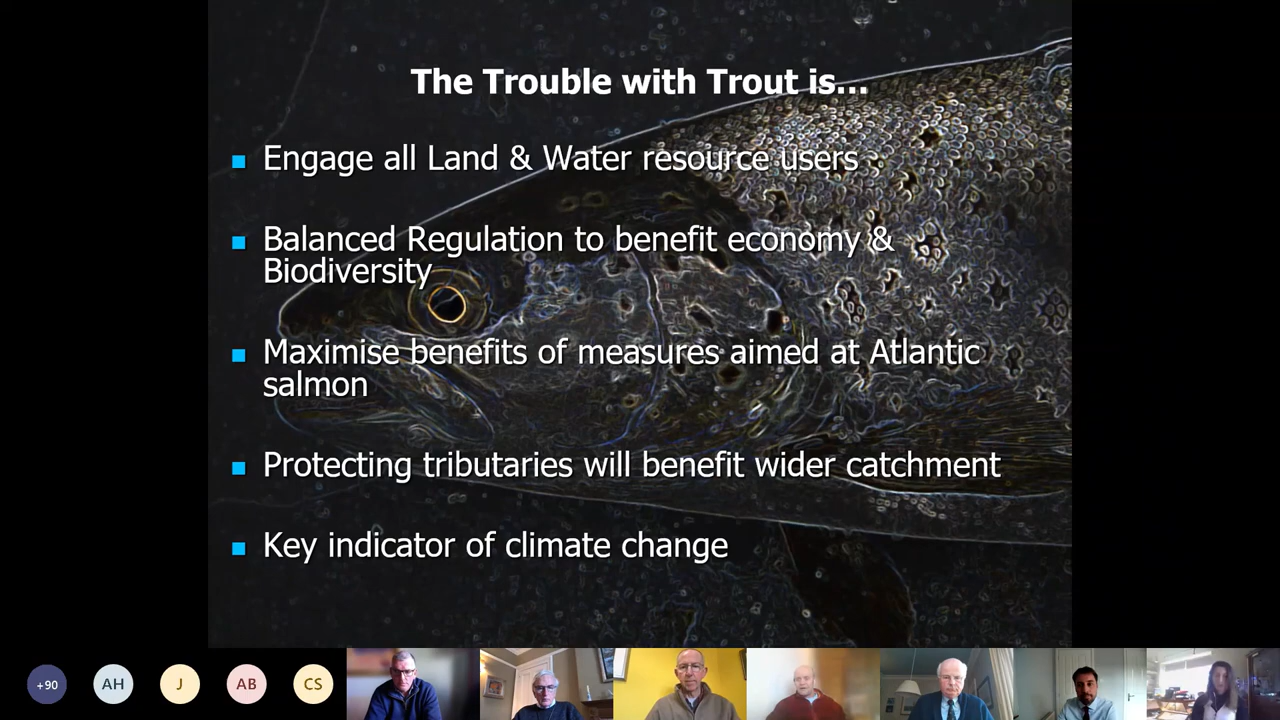 The Trouble with Trout is...
Engage all Land & Water resource users
Balanced Regulation to benefit economy &
Biodiversity
Maximise benefits of measures aimed at Atlantic
salmon
Protecting tributaries will benefit wider catchment
Key indicator of climate change
+90 AH J AB CS